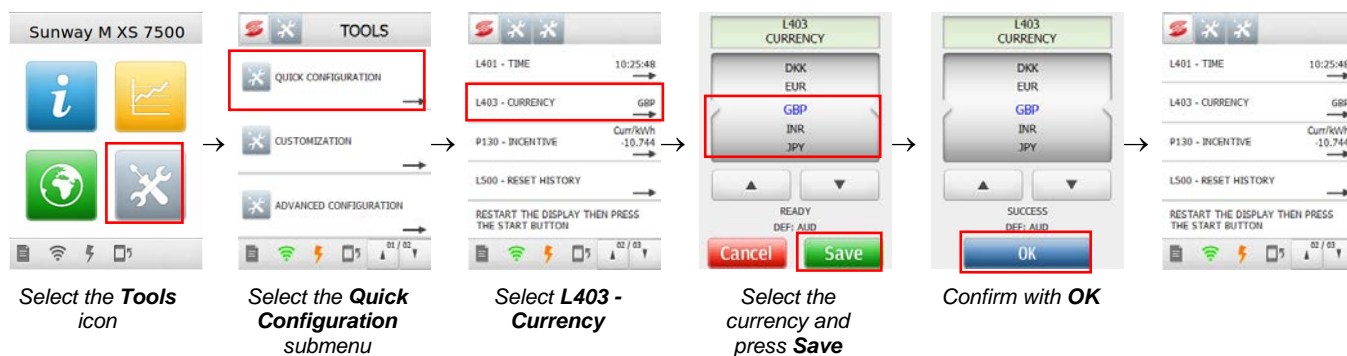 Sunway M XS 7500
Select the Tools
icon
TOOLS
QUICK CONFIGURATION
CUSTOMIZATION
ADVANCED CONFIGURATION
01 / 02
Select the Quick
Configuration
submenu
L401 - TIME 10:25:48
L403 - CURRENCY GBP
P130 - INCENTIVE Curr/kWh
-10.744
L500 - RESET HISTORY
RESTART THE DISPLAY THEN PRESS
THE START BUTTON
02 / 03
Select L403 -
Currency
L403
CURRENCY
DKK
EUR
GBP
INR
JPY
READY
DEF: AUD
Cancel Save
Select the
currency and
press Save
L403
CURRENCY
DKK
EUR
GBP
INR
JPY
SUCCESS
DEF: AUD
OK
Confirm with OK
L401 - TIME 10:25:48
L403 - CURRENCY GBP
P130 - INCENTIVE Curr/kWh
-10.744
L500 - RESET HISTORY
RESTART THE DISPLAY THEN PRESS
THE START BUTTON
02 / 03